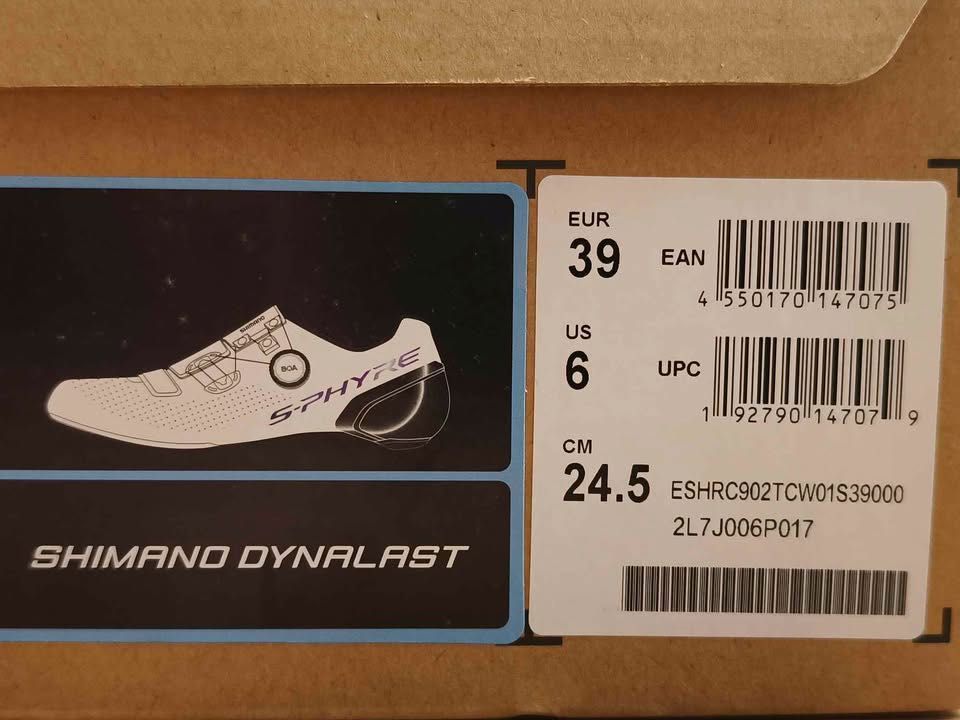 SHIMANO
BOA
S-PHYRE
SHIMANO DYNALAST
EUR
39
EAN
4 550170 147075
US
6
UPC
1 92790 14707 9
CM
24.5
ESHRC902TCW01S39000
2L7J006P017